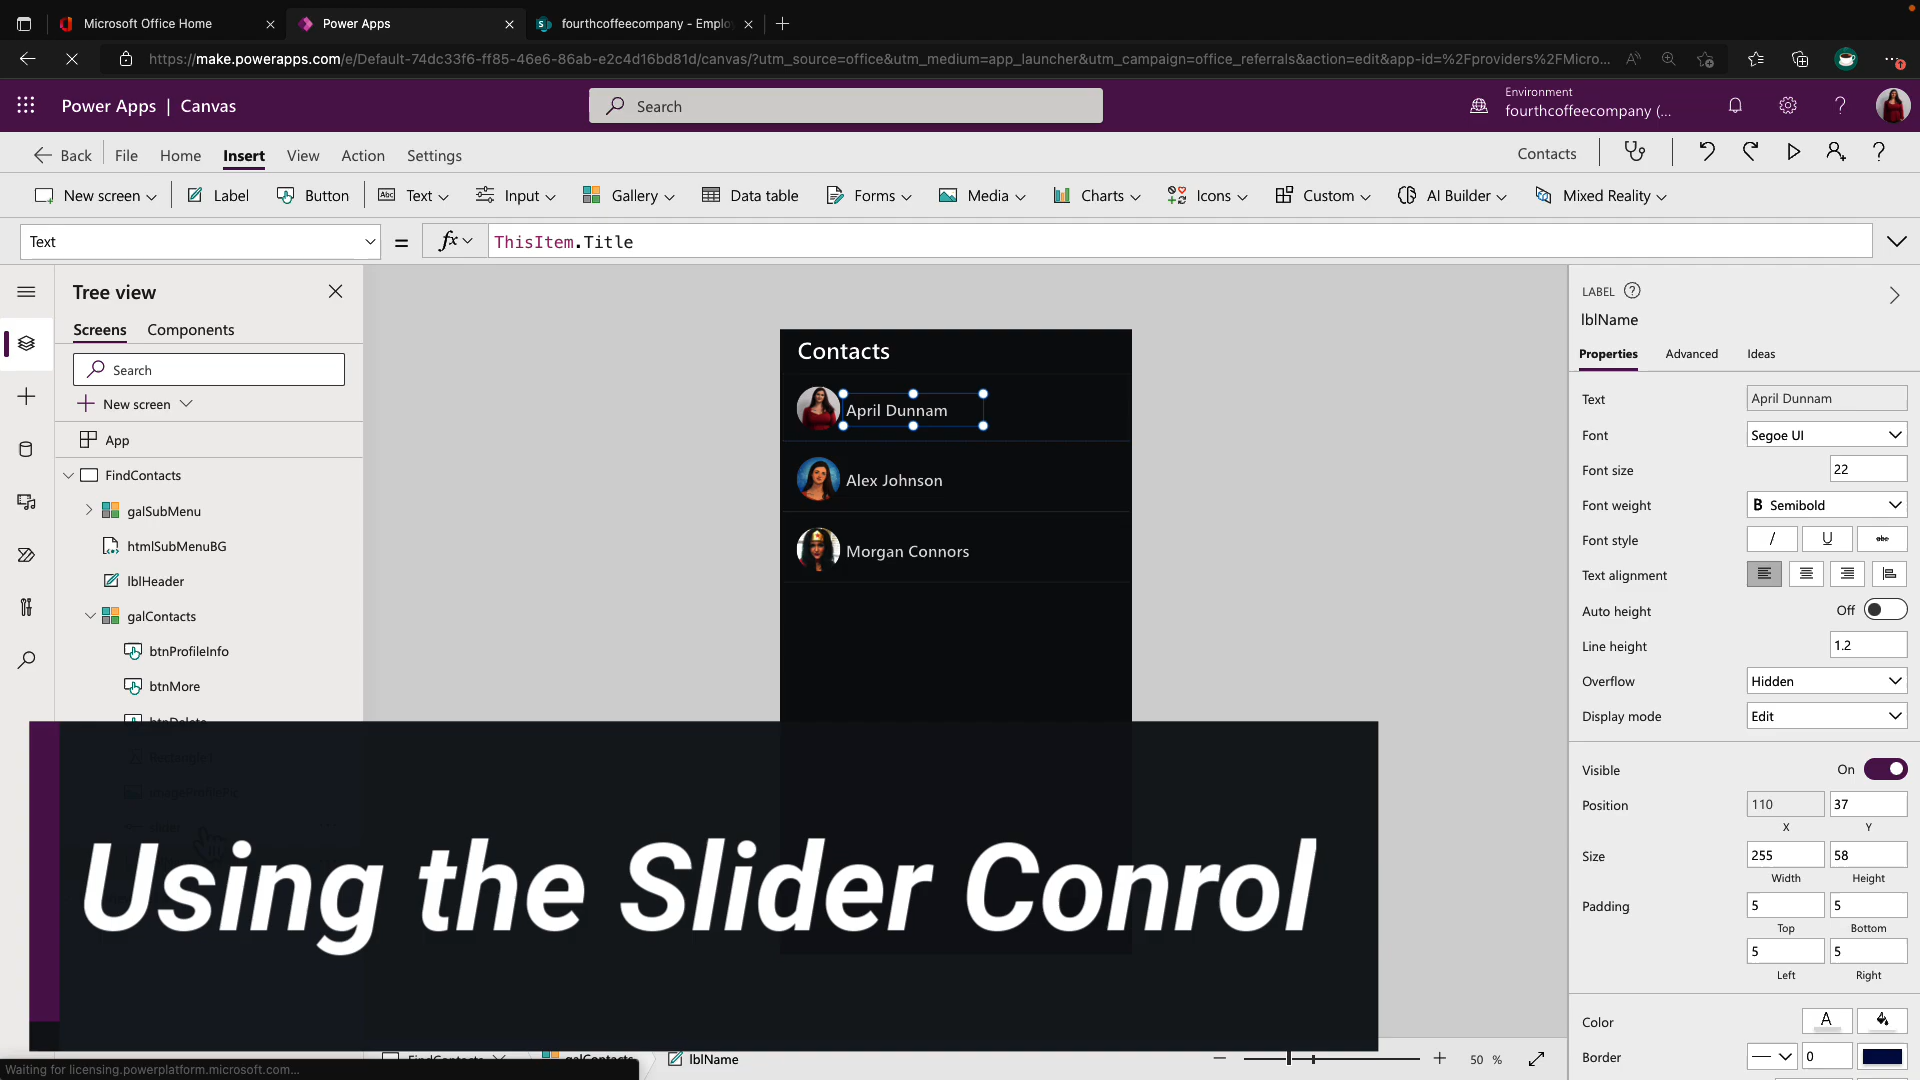 Microsoft Office Home
Power Apps
fourthcoffeecompany - Emplo
https://make.powerapps.com/e/Default-74dc33f6-ff85-46e6-86ab-e2c4d16bd81d/canvas/?utm_source=office&utm_medium=app_launcher&utm_campaign=office_referrals&action=edit&app-id=%2Fproviders%2FMicro...
Power Apps | Canvas
Search
Environment
fourthcoffeecompany (...
Back
File
Home
Insert
View
Action
Settings
Contacts
New screen
Label
Button
Text
Input
Gallery
Data table
Forms
Media
Charts
Icons
Custom
AI Builder
Mixed Reality
Text
=
fx
ThisItem.Title
Tree view
Screens
Components
Search
New screen
App
FindContacts
galSubMenu
htmlSubMenuBG
lblHeader
galContacts
btnProfileInfo
btnMore
btnDelete
Contacts
April Dunnam
Alex Johnson
Morgan Connors
Using the Slider Conrol
LABEL
lblName
Properties
Advanced
Ideas
Text
April Dunnam
Font
Segoe UI
Font size
22
Font weight
B Semibold
Font style
/
U
abc
Text alignment
Auto height
Off
Line height
1.2
Overflow
Hidden
Display mode
Edit
Visible
On
Position
110
37
X
Y
Size
255
58
Width
Height
Padding
5
5
Top
Bottom
5
5
Left
Right
Color
A
Border
0
FindContacts
galContacts
lblName
50 %
Waiting for licensing.powerplatform.microsoft.com...